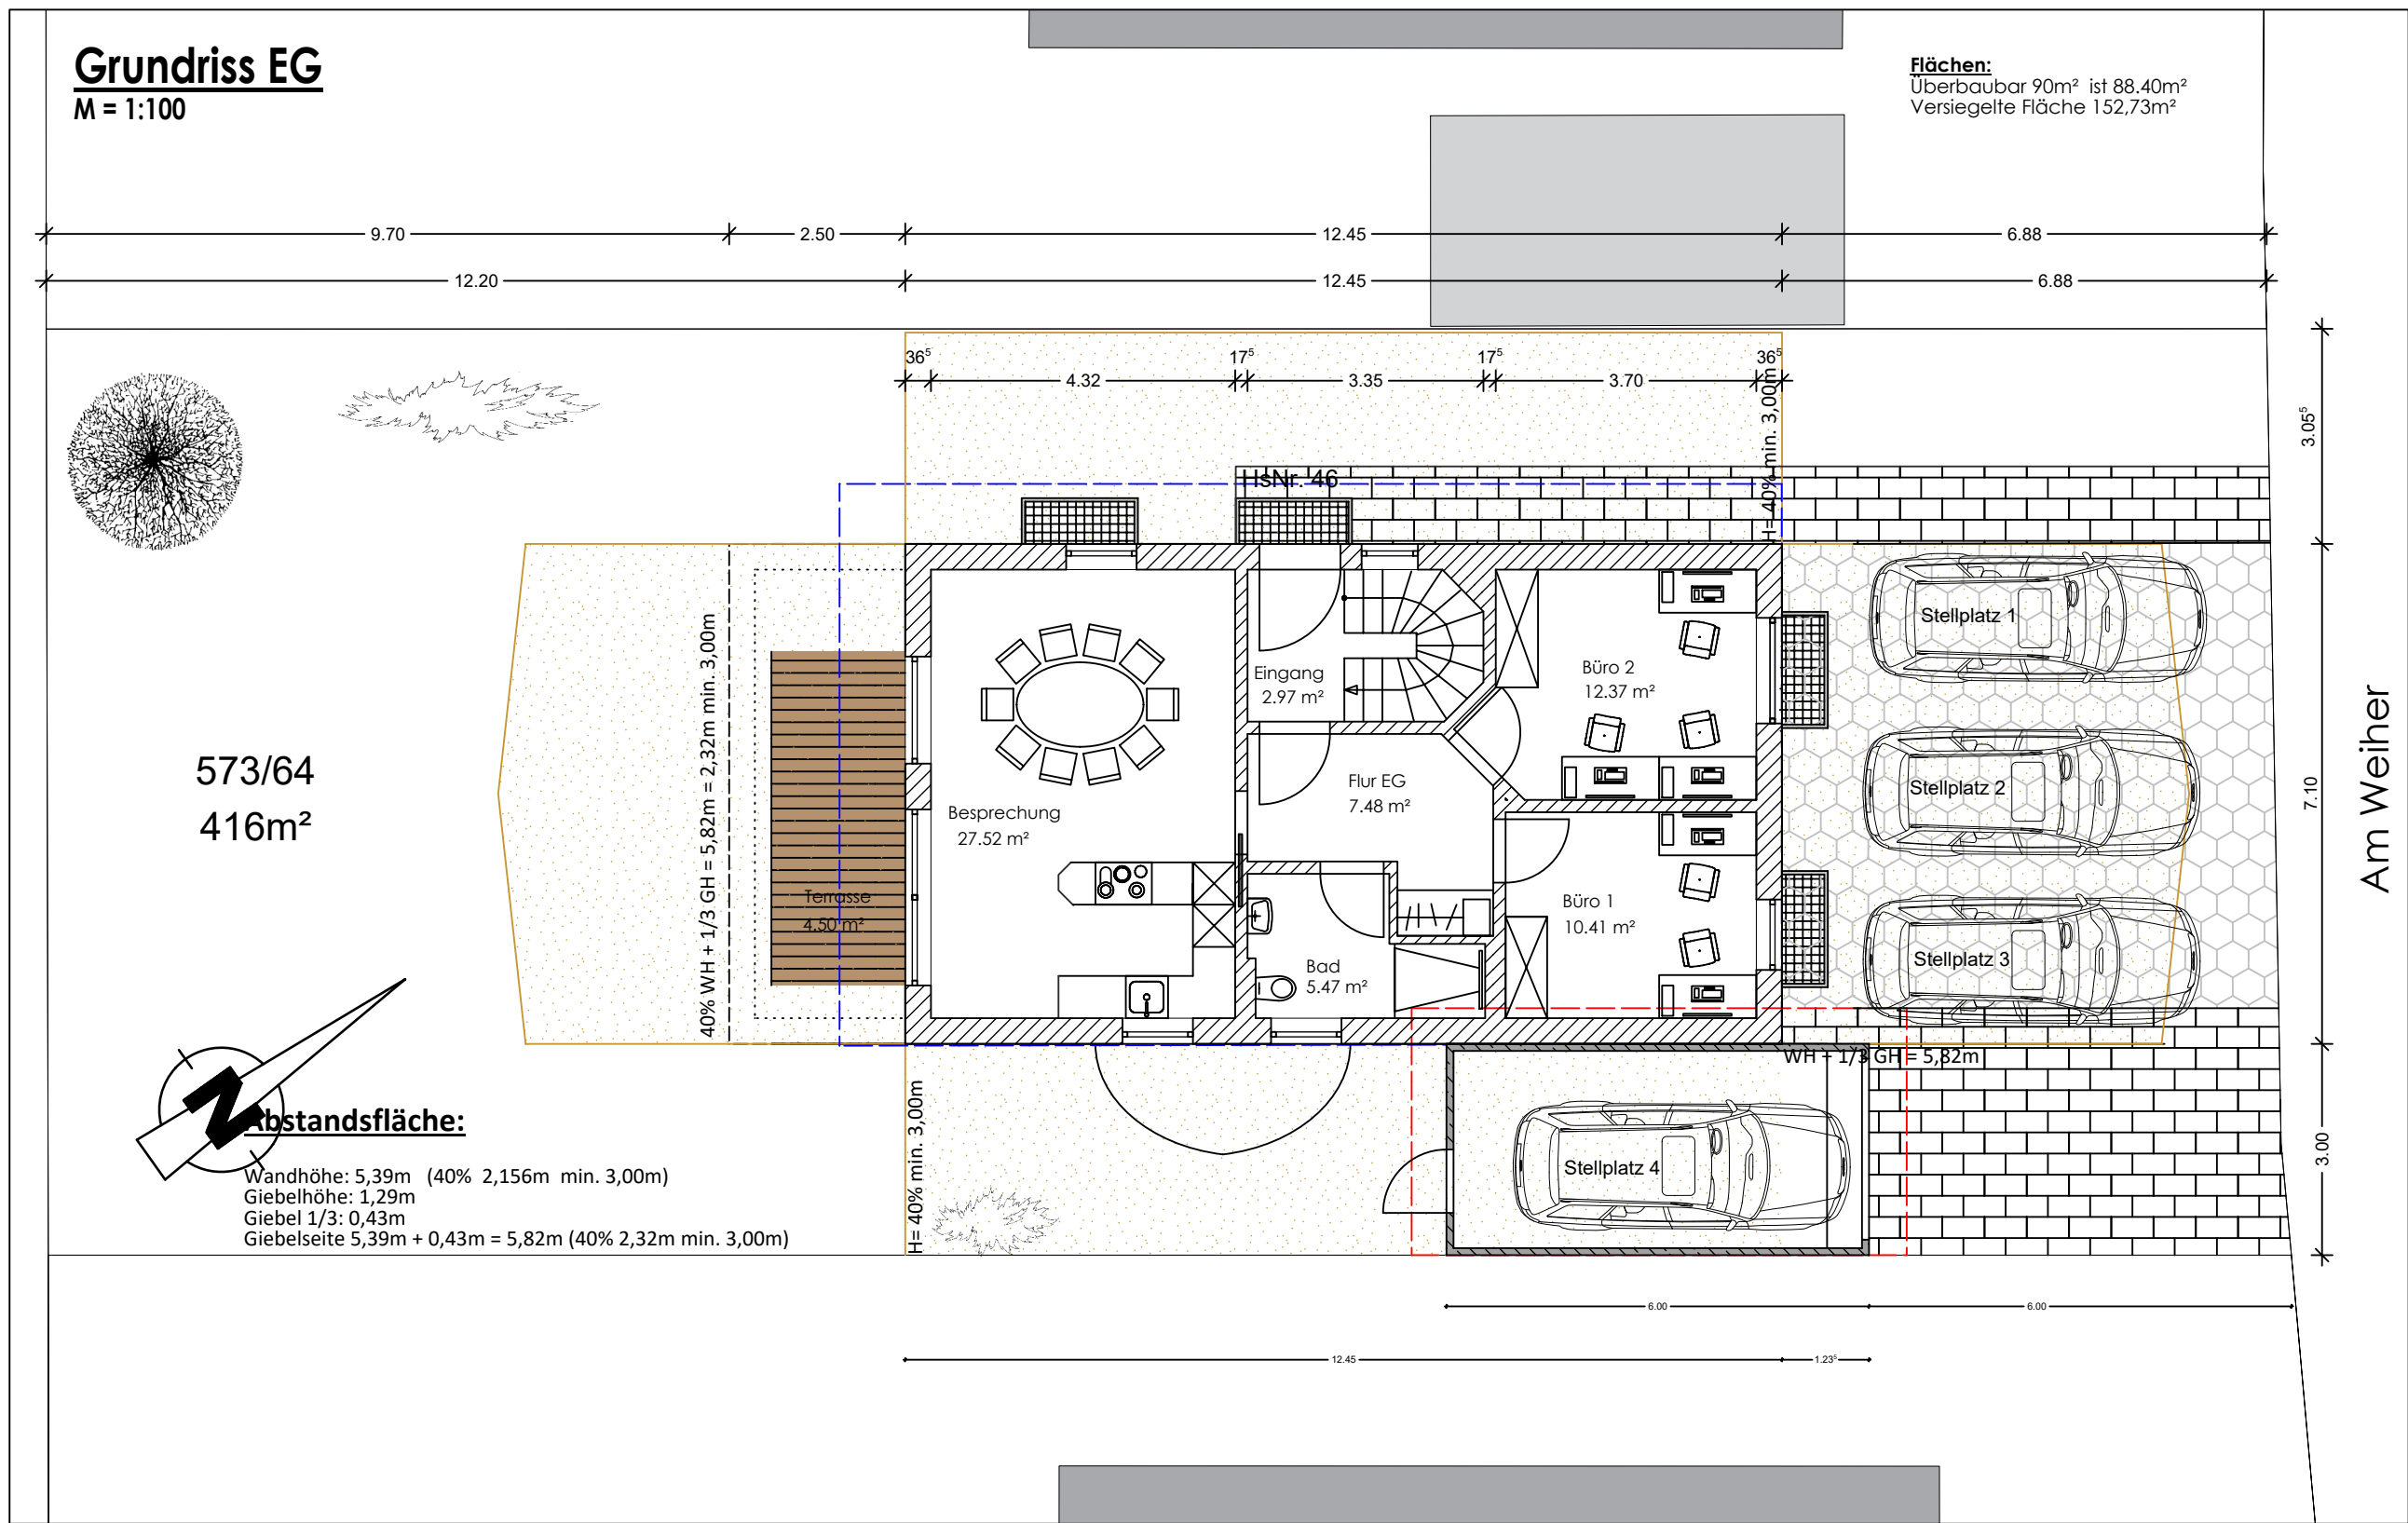 Grundriss EG
M = 1:100
Flächen:
Überbaubar 90m² ist 88.40m²
Versiegelte Fläche 152,73m²
9.70
2.50
12.45
6.88
12.20
12.45
6.88
36⁵
17⁵
17⁵
36⁵
4.32
3.35
3.70
H= 40% min. 3,00m
3.05⁵
HsNr. 46
Stellplatz 1
Eingang
2.97 m²
Büro 2
12.37 m²
40% WH + 1/3 GH = 5,82m = 2,32m min. 3,00m
573/64
416m²
Flur EG
7.48 m²
Stellplatz 2
7.10
Am Weiher
Besprechung
27.52 m²
Terrasse
4.50 m²
Büro 1
10.41 m²
Bad
5.47 m²
Stellplatz 3
WH + 1/3 GH = 5,82m
N
Abstandsfläche:
Wandhöhe: 5,39m (40% 2,156m min. 3,00m)
Giebelhöhe: 1,29m
Giebel 1/3: 0,43m
Giebelseite 5,39m + 0,43m = 5,82m (40% 2,32m min. 3,00m)
H= 40% min. 3,00m
Stellplatz 4
3.00
6.00
6.00
12.45
1.23⁵